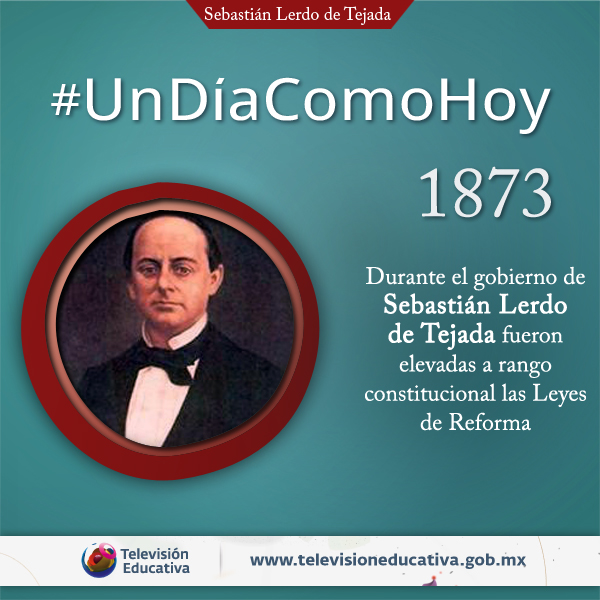 Sebastián Lerdo de Tejada
#UnDíaComoHoy
1873
Durante el gobierno de
Sebastián Lerdo
de Tejada fueron
elevadas a rango
constitucional las Leyes
de Reforma
Televisión
Educativa
www.televisioneducativa.gob.mx